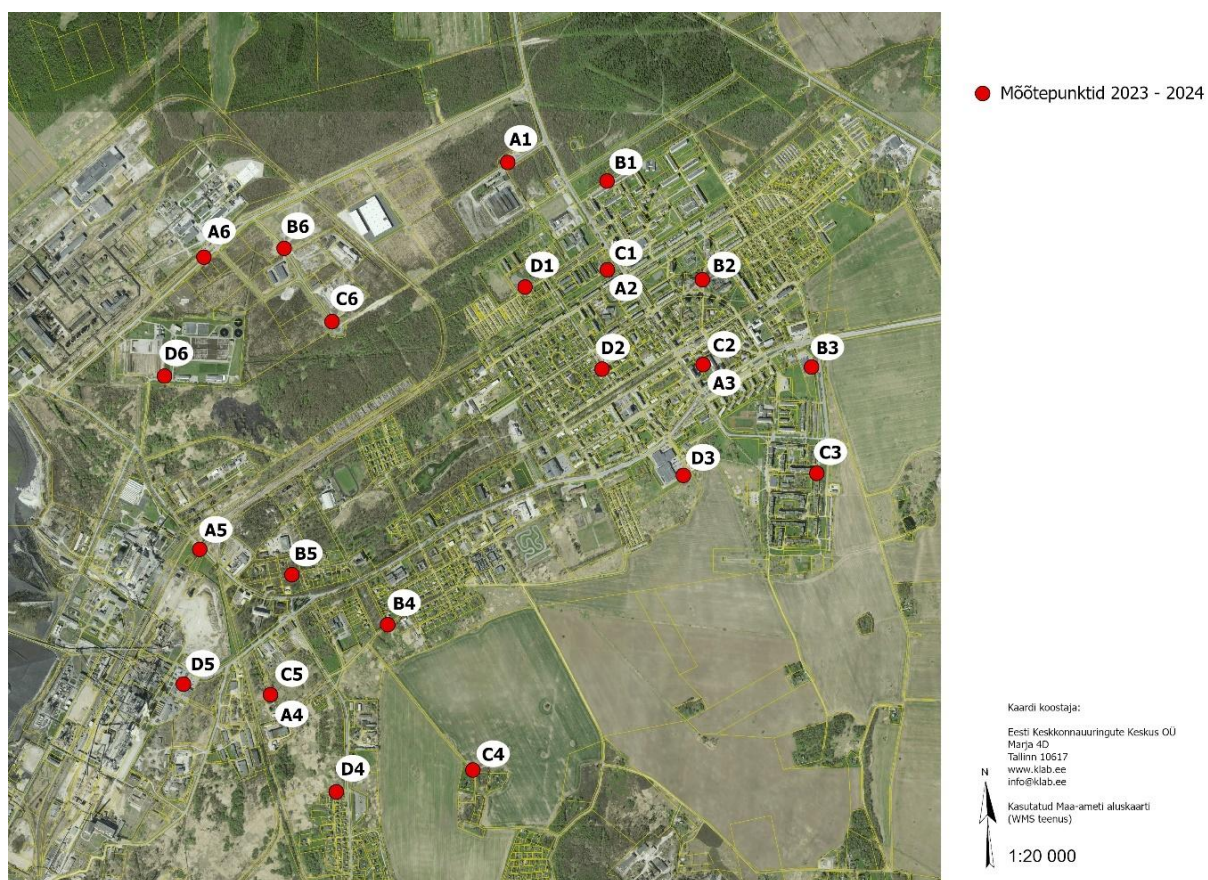 A1
B1
A6
B6
D1
C1
A2
B2
C6
D6
D2
C2
A3
B3
D3
C3
A5
B5
B4
D5
C5
A4
D4
C4
Mõõtepunktid 2023 - 2024
Kaardi koostaja:
Eesti Keskkonnauuringute Keskus OÜ
Marja 4D
Tallinn 10617
www.klab.ee
info@klab.ee
N
Kasutatud Maa-ameti aluskaarti
(WMS teenus)
1:20 000